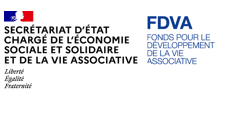 SECRÉTARIAT D'ÉTAT
CHARGÉ DE L'ÉCONOMIE
SOCIALE ET SOLIDAIRE
ET DE LA VIE ASSOCIATIVE
Liberté
Égalité
Fraternité
FDVA
FONDS POUR LE
DÉVELOPPEMENT
DE LA VIE
ASSOCIATIVE